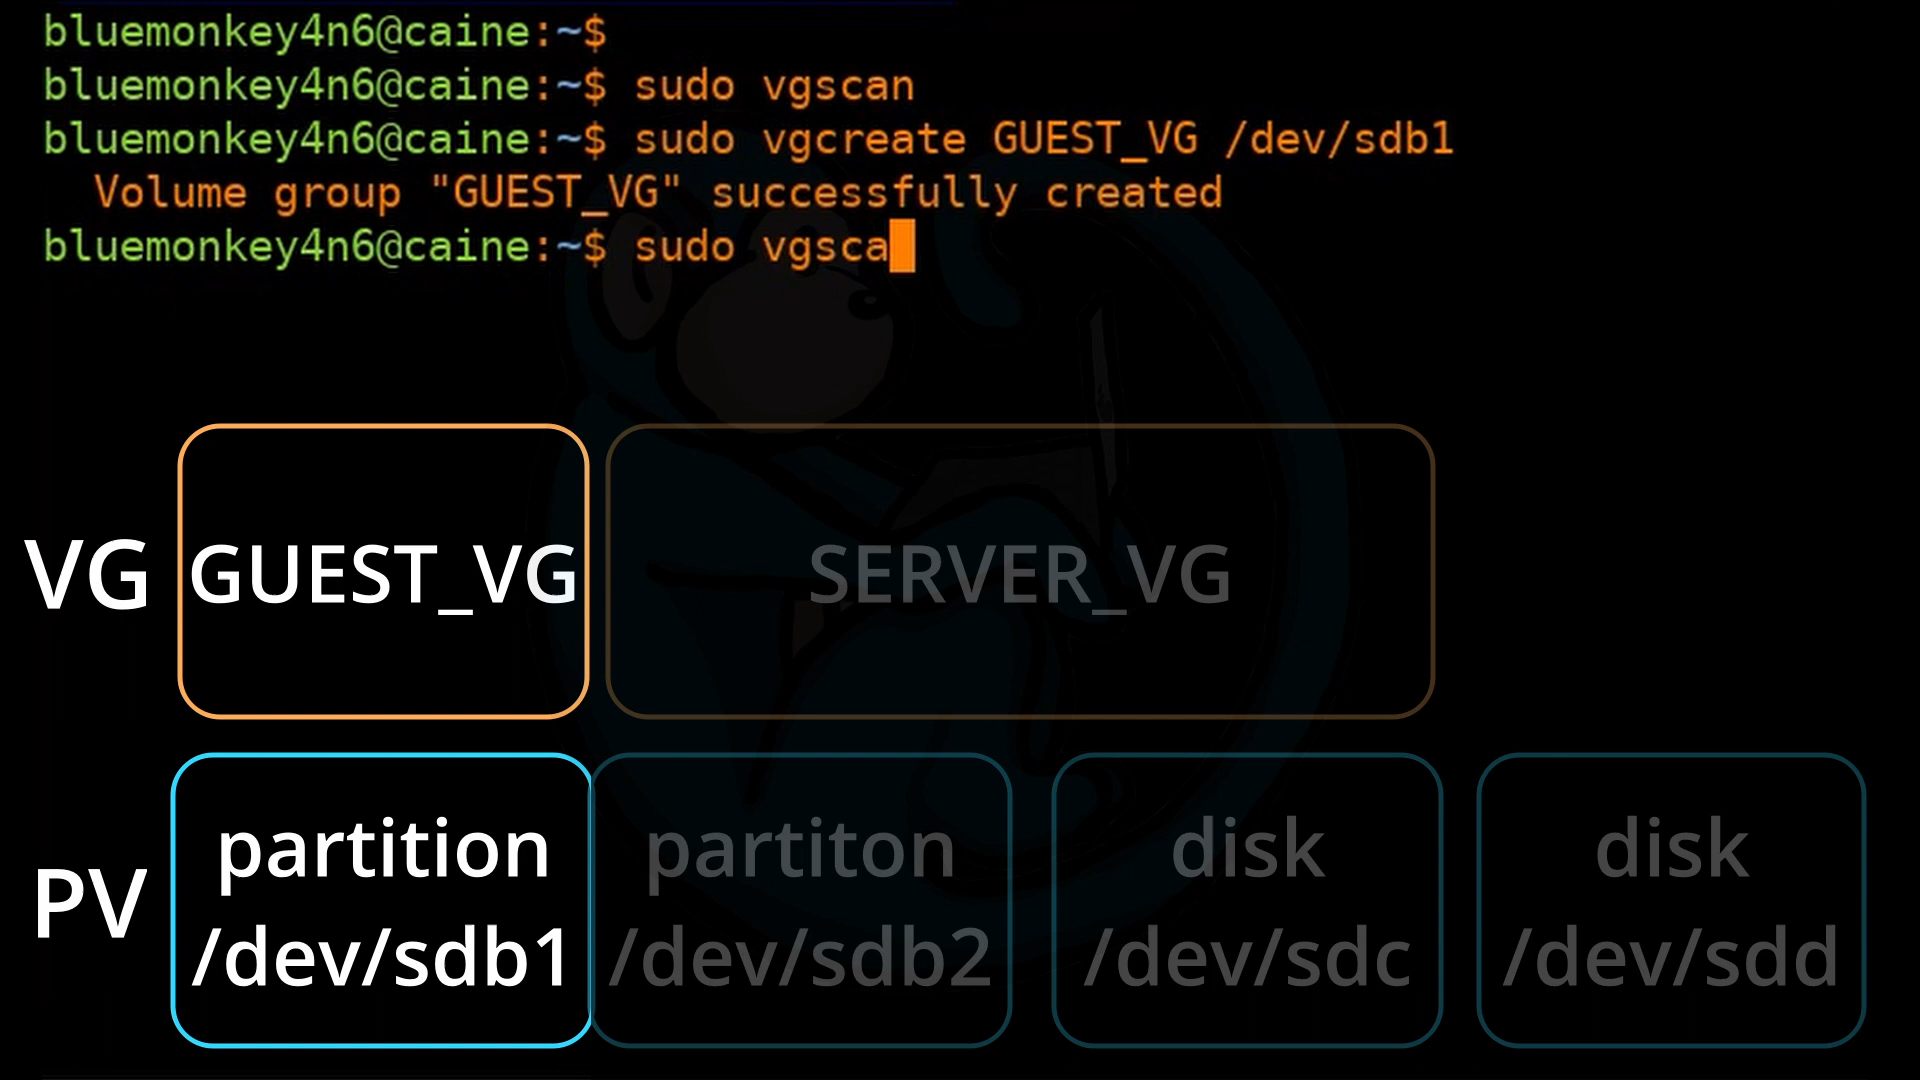 bluemonkey4n6@caine:~$
bluemonkey4n6@caine:~$ sudo vgscan
bluemonkey4n6@caine:~$ sudo vgcreate GUEST_VG /dev/sdb1
Volume group "GUEST_VG" successfully created
bluemonkey4n6@caine:~$ sudo vgsca
VG
GUEST_VG
SERVER_VG
PV
partition
/dev/sdb1
partiton
/dev/sdb2
disk
/dev/sdc
disk
/dev/sdd